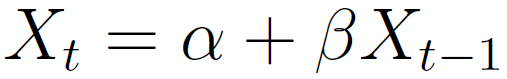 X_t = α + βX_{t−1}